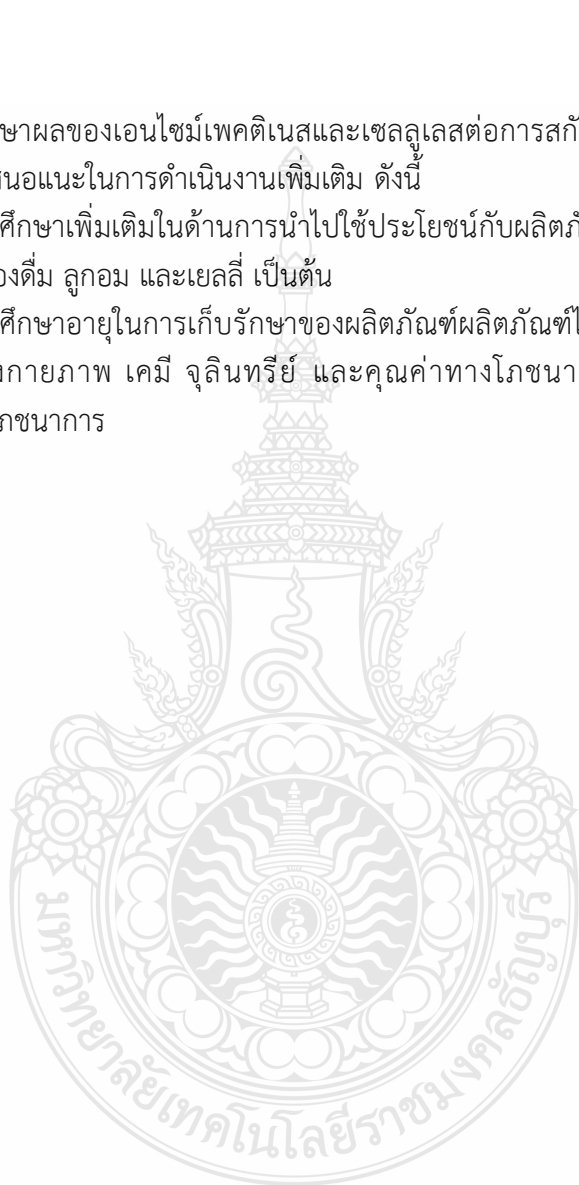 ษาผลของเอนไซม์เพคติเนสและเซลลูเลสต่อการสกั
สนอแนะในการดำเนินงานเพิ่มเติม ดังนี้
ศึกษาเพิ่มเติมในด้านการนำไปใช้ประโยชน์กับผลิตภั
องดื่ม ลูกอม และเยลลี่ เป็นต้น
ศึกษาอายุในการเก็บรักษาของผลิตภัณฑ์ผลิตภัณฑ์ไ
งกายภาพ เคมี จุลินทรีย์ และคุณค่าทางโภชนา
ภชนาการ
มหาวิทยาลัยเทคโนโลยีราชมงคลธัญบุรี